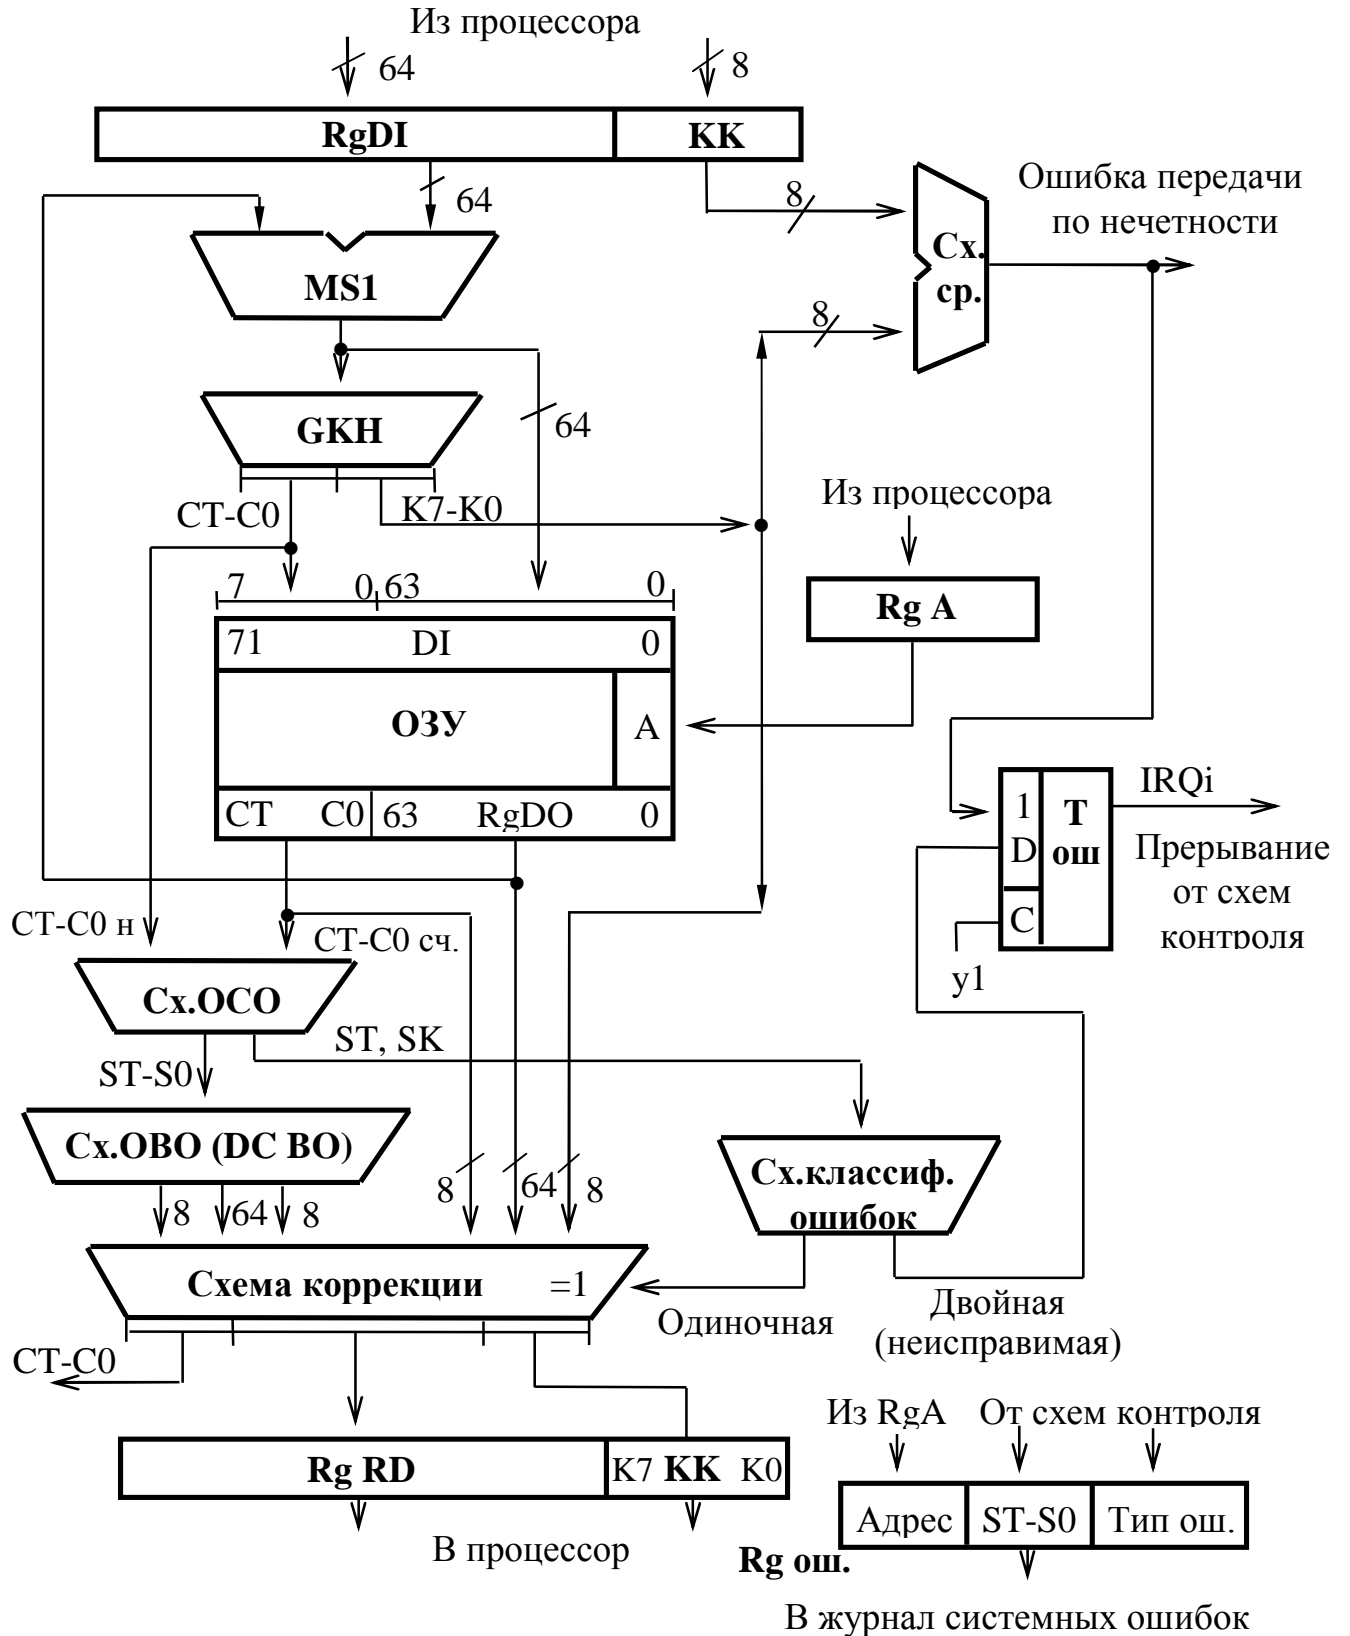 Из процессора
64
8
RgDI
KK
64
8
Ошибка передачи
по нечетности
Сх.
ср.
MS1
8
GKH
64
CT-C0
K7-K0
Из процессора
7
0
63
0
Rg A
71
DI
0
ОЗУ
A
CT
C0
63
RgDO
0
1
D
C
T
ош
IRQi
Прерывание
от схем
контроля
y1
CT-C0 н
CT-C0 сч.
Сх.ОСО
ST, SK
ST-S0
Сх.ОВО (DC ВО)
8
64
8
8
64
8
Сх.классиф.
ошибок
Схема коррекции
=1
Одиночная
Двойная
(неисправимая)
CT-C0
Из RgA
От схем контроля
Rg RD
K7 KK K0
Адрес
ST-S0
Тип ош.
В процессор
Rg ош.
В журнал системных ошибок